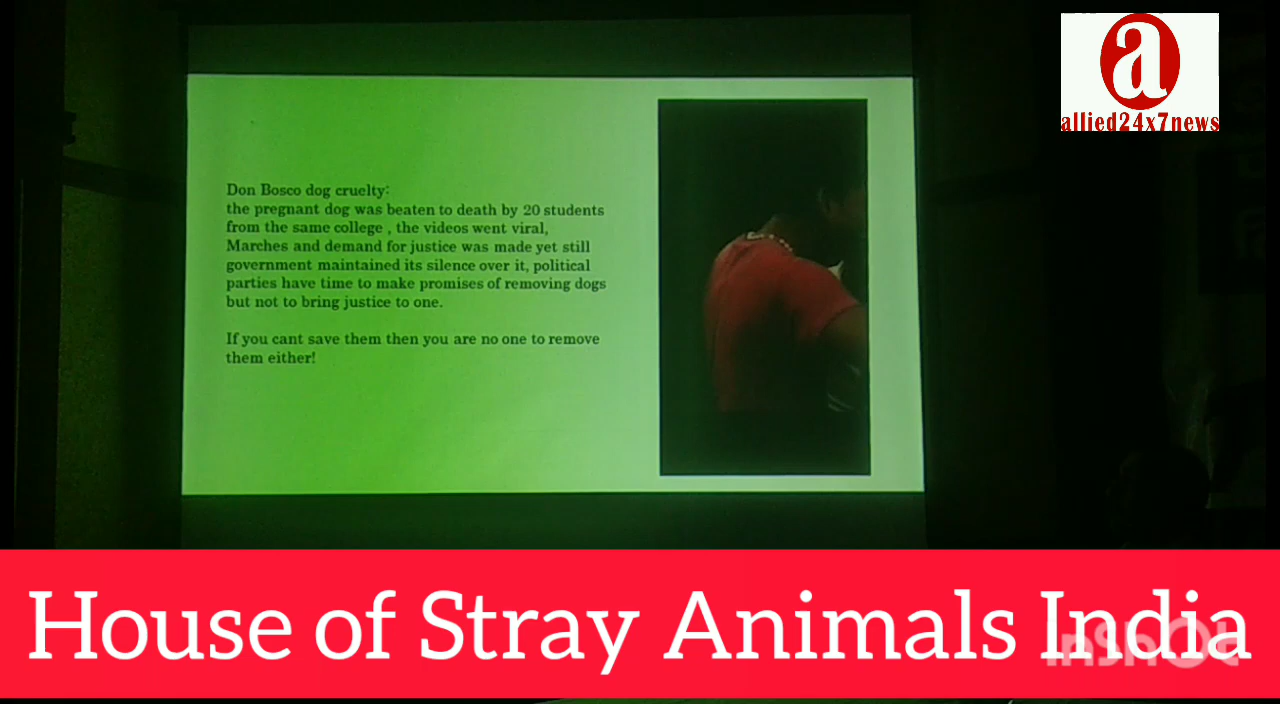 a
allied24x7news
Don Bosco dog cruelty:
the pregnant dog was beaten to death by 20 students
from the same college , the videos went viral,
Marches and demand for justice was made yet still
government maintained its silence over it, political
parties have time to make promises of removing dogs
but not to bring justice to one.
If you cant save them then you are no one to remove
them either!
House of Stray Animals India
InShOt